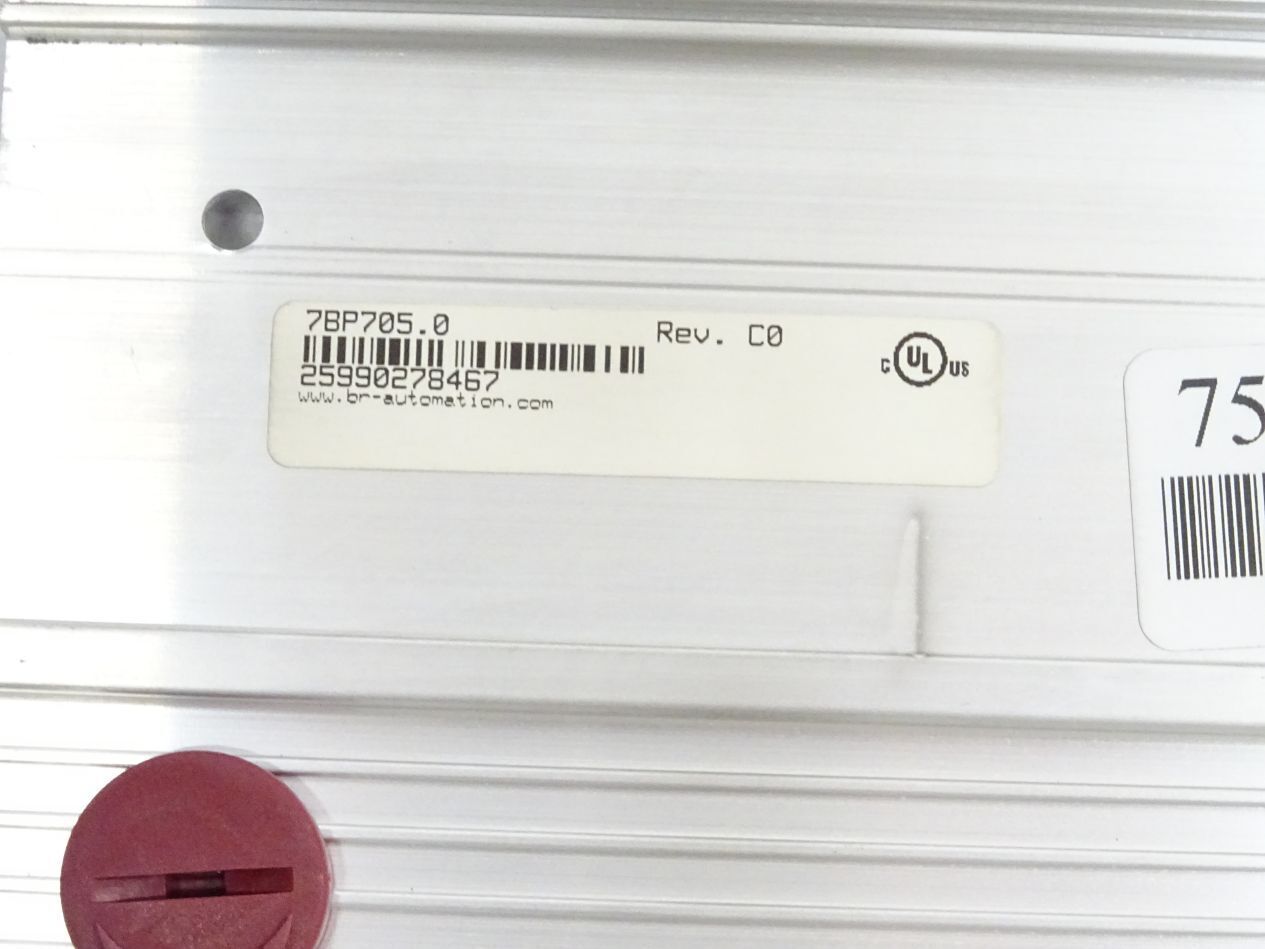 7BP705.0 Rev. C0
25990278467
www.br-automation.com
C UL US
75